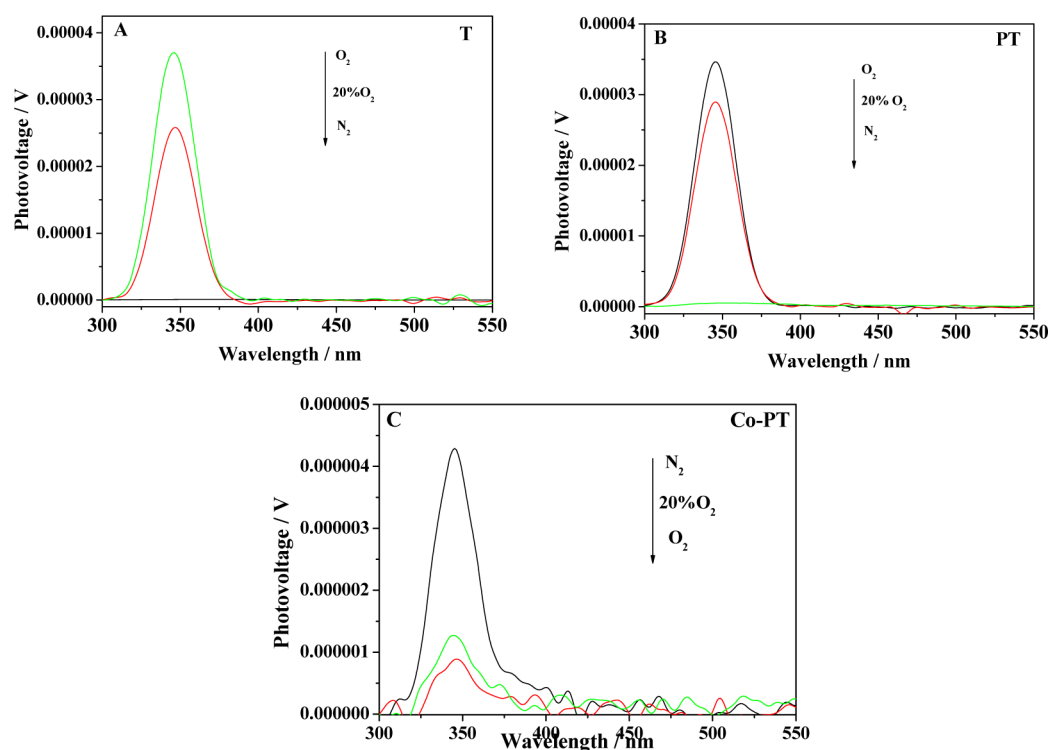 A
T
O₂
20%O₂
N₂
0.00004
0.00003
0.00002
0.00001
0.00000
Photovoltage / V
300 350 400 450 500 550
Wavelength / nm
B
PT
O₂
20% O₂
N₂
0.00004
0.00003
0.00002
0.00001
0.00000
Photovoltage / V
300 350 400 450 500 550
Wavelength / nm
C
Co-PT
N₂
20%O₂
O₂
0.000005
0.000004
0.000003
0.000002
0.000001
0.000000
Photovoltage / V
300 350 400 450 500 550
Wavelength / nm